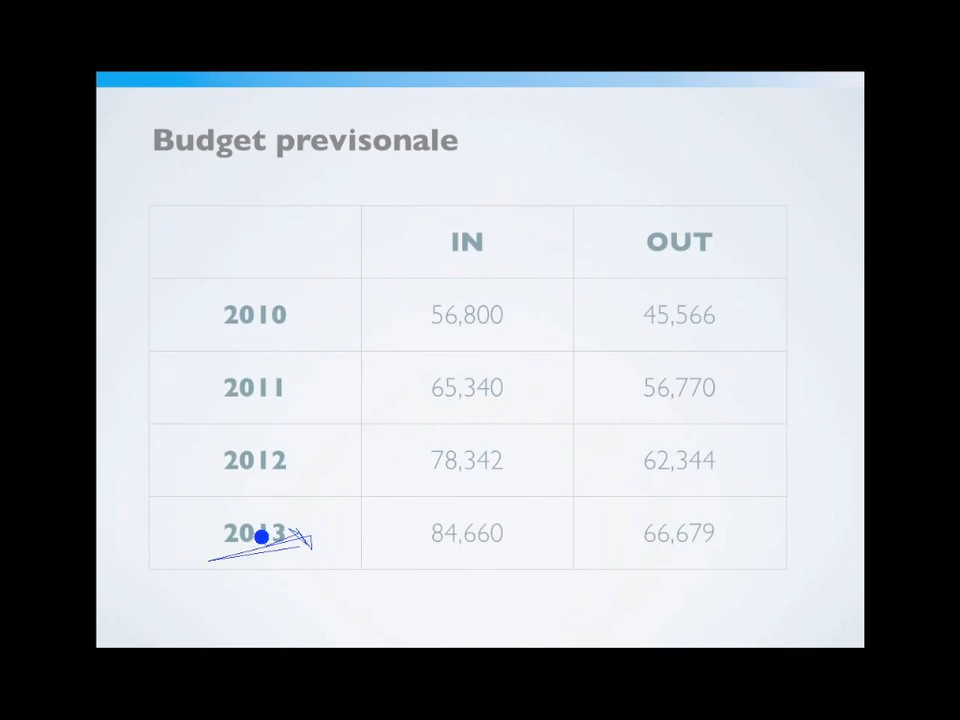 Budget previsonale
IN OUT
2010 56,800 45,566
2011 65,340 56,770
2012 78,342 62,344
2013 84,660 66,679